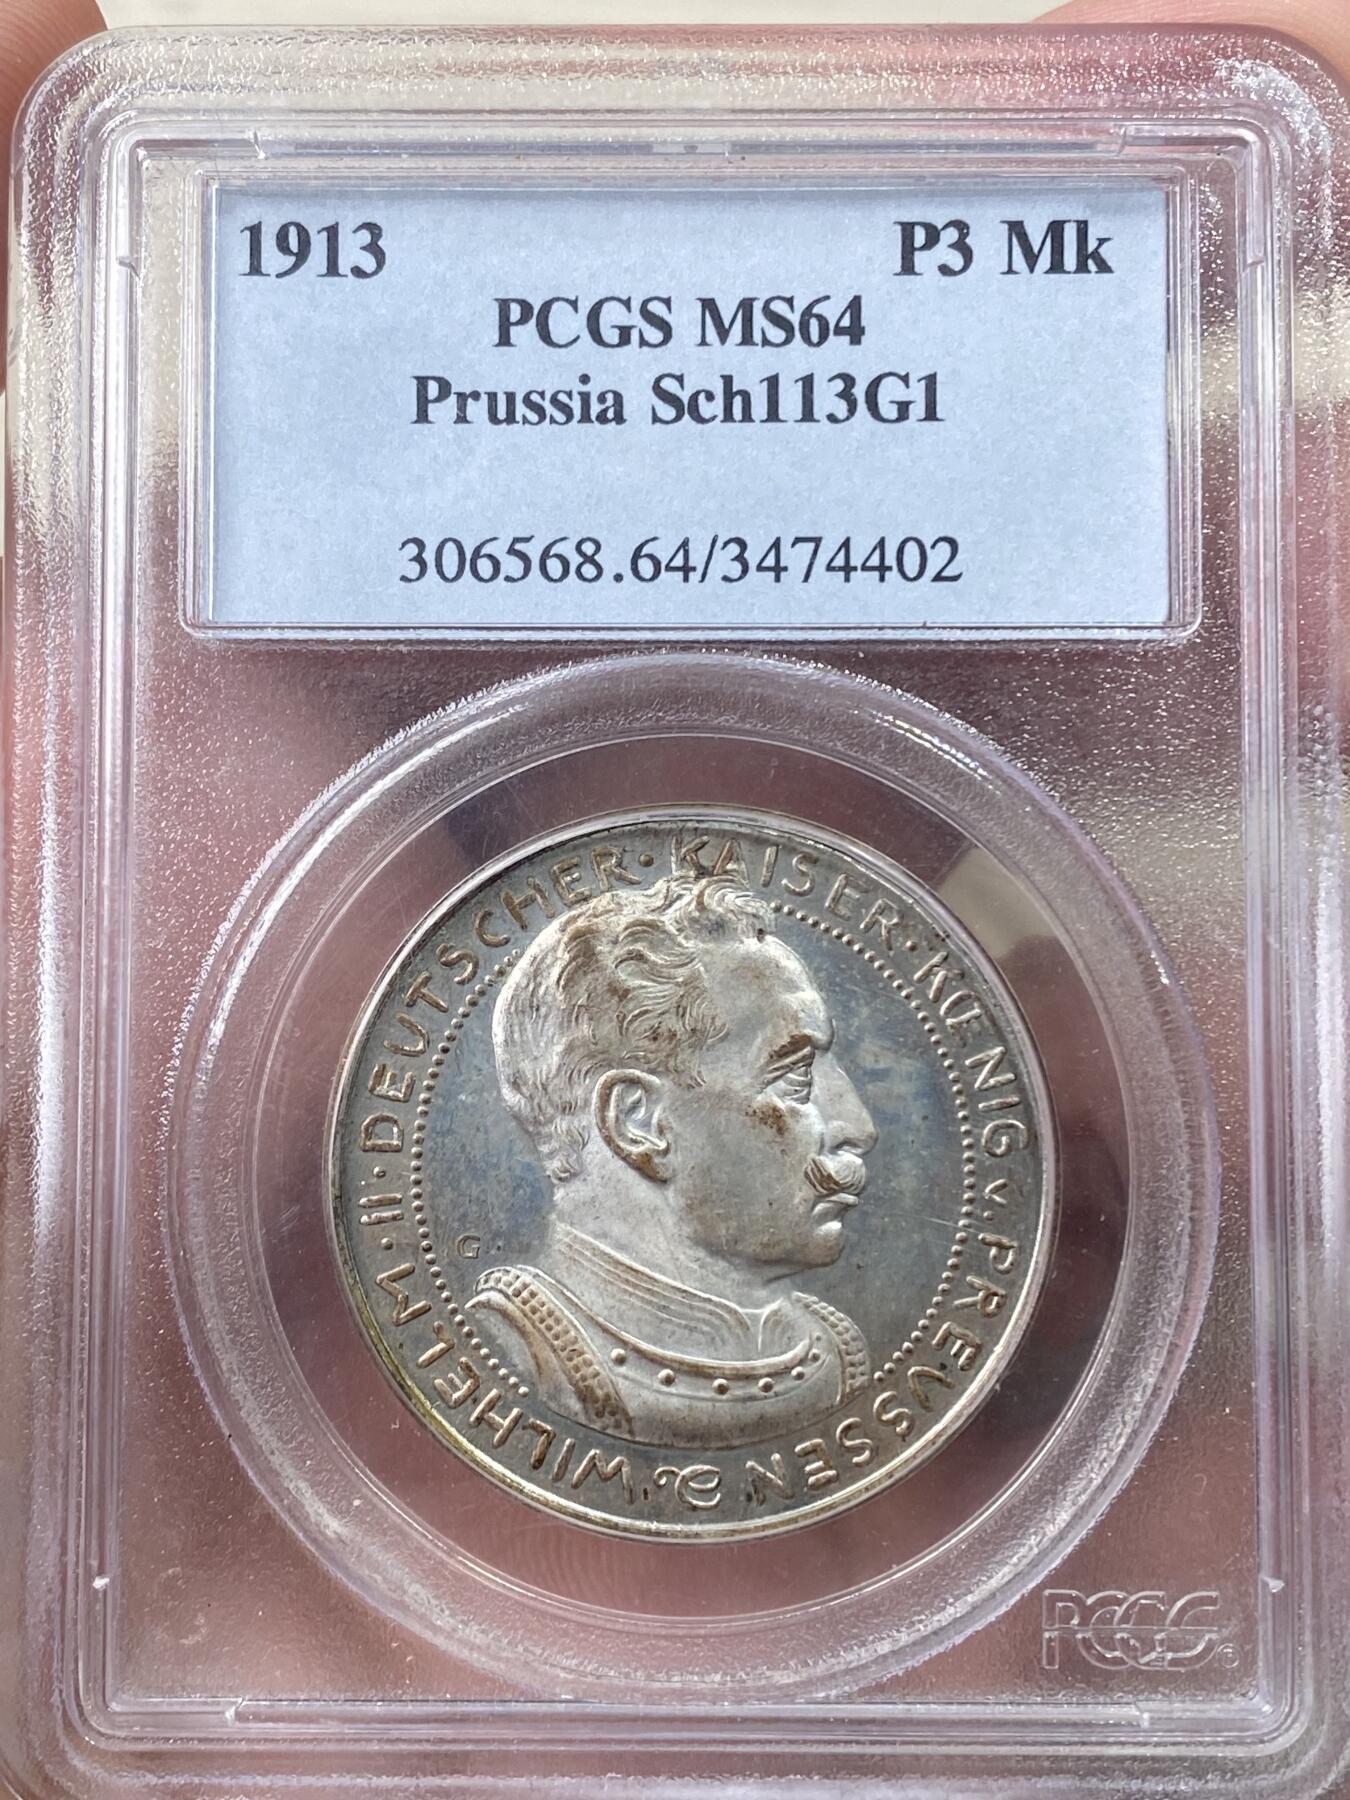 1913 P3 Mk
PCGS MS64
Prussia Sch113G1
306568.64/3474402
WILHELM·II·DEUTSCHER·KAISER·KŒNIG v. PREUSSEN
G
PCGS